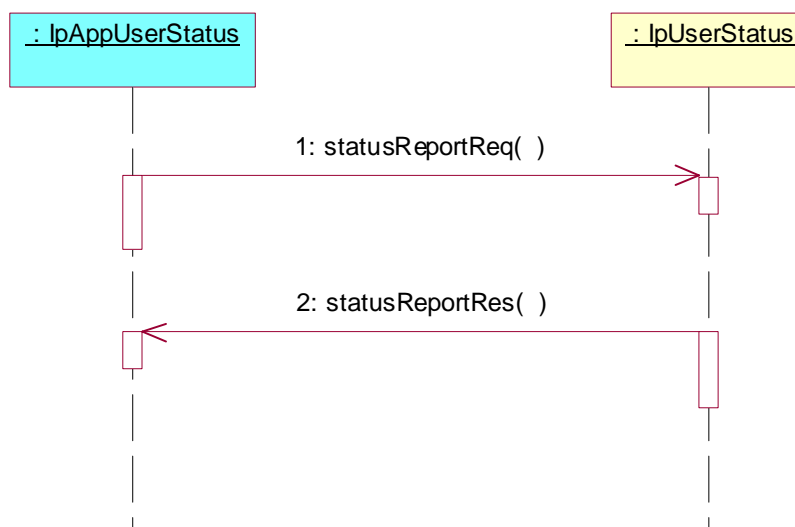 : IpAppUserStatus
: IpUserStatus
1: statusReportReq( )
2: statusReportRes( )